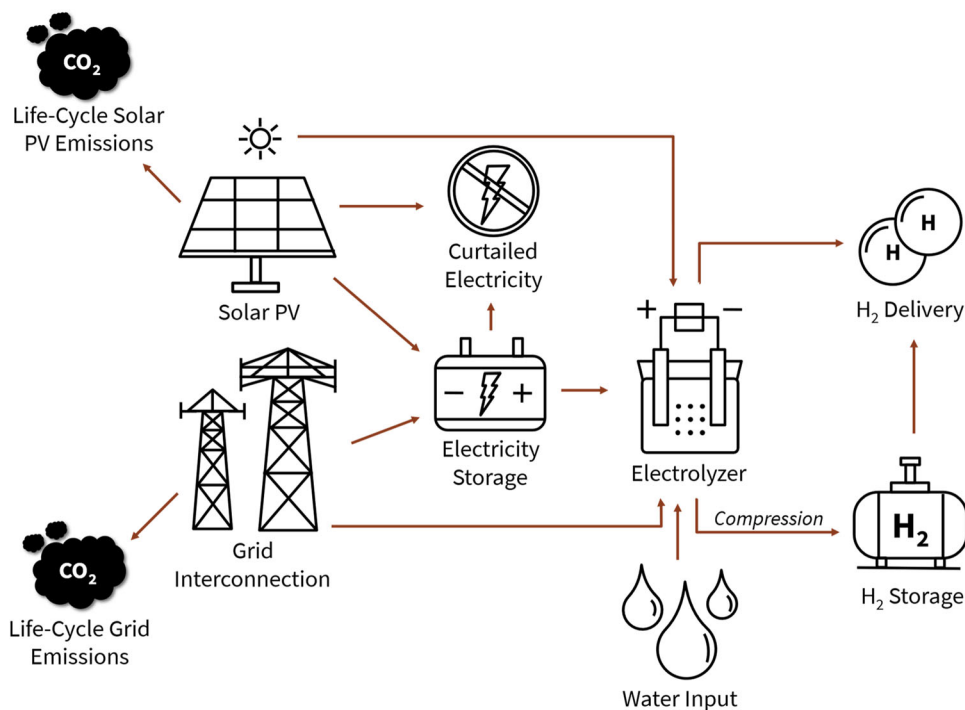 CO₂
Life-Cycle Solar
PV Emissions
Solar PV
Curtailed
Electricity
+ −
H
H
H₂ Delivery
− +
Electricity
Storage
Electrolyzer
Compression
H₂
H₂ Storage
Grid
Interconnection
CO₂
Life-Cycle Grid
Emissions
Water Input